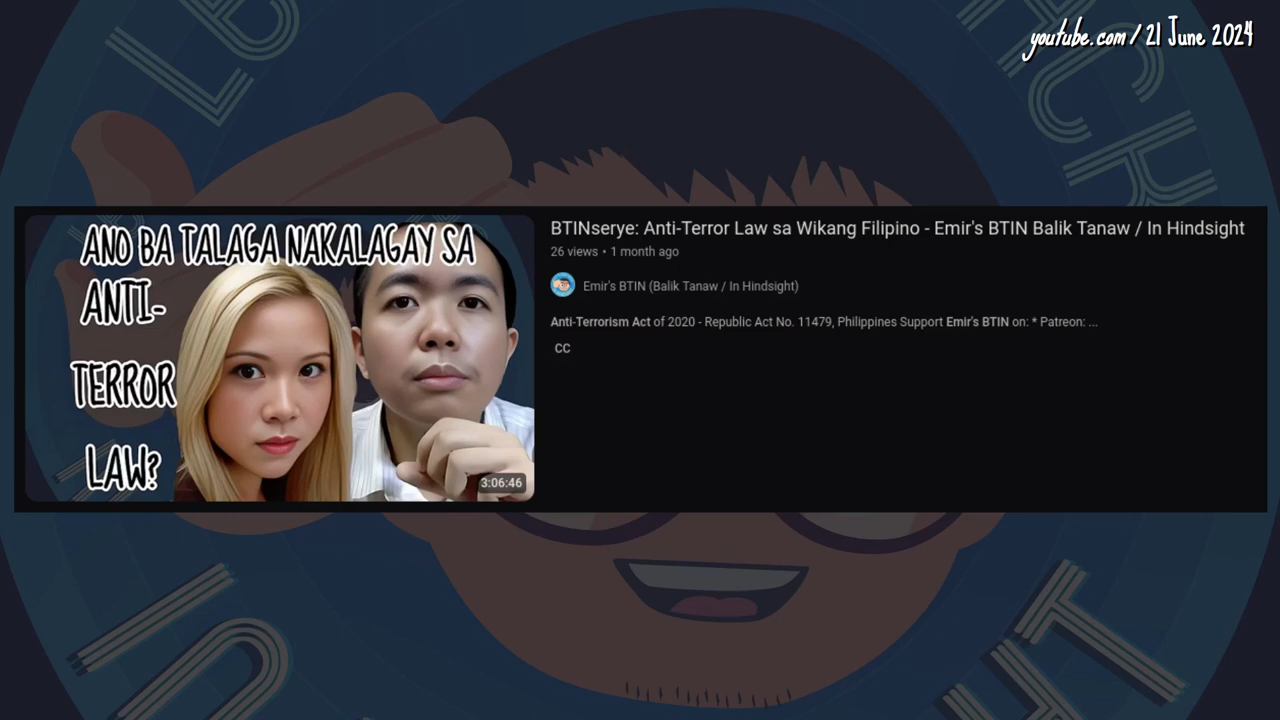 youtube.com / 21 June 2024
ANO BA TALAGA NAKALAGAY SA
ANTI-
TERROR
LAW?
3:06:46
BTINserye: Anti-Terror Law sa Wikang Filipino - Emir's BTIN Balik Tanaw / In Hindsight
26 views • 1 month ago
Emir's BTIN (Balik Tanaw / In Hindsight)
Anti-Terrorism Act of 2020 - Republic Act No. 11479, Philippines Support Emir's BTIN on: * Patreon: ...
CC